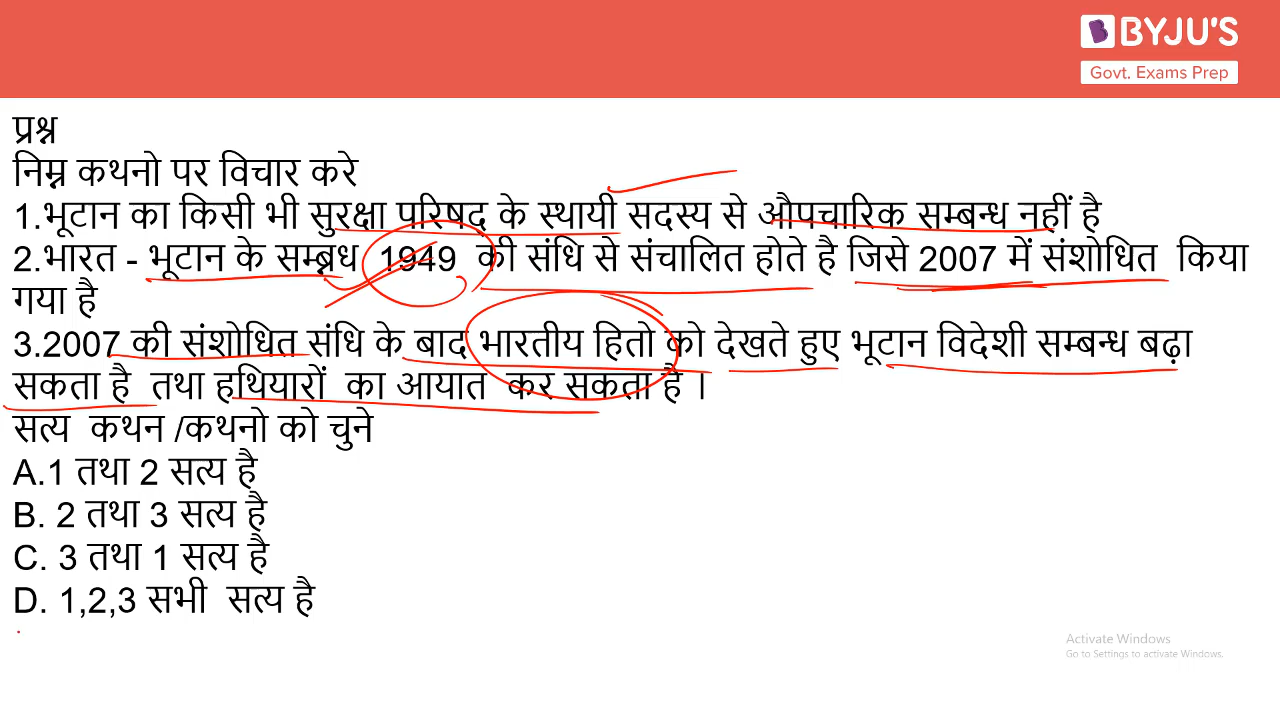 BYJU'S
Govt. Exams Prep
प्रश्न
निम्न कथनो पर विचार करे
1.भूटान का किसी भी सुरक्षा परिषद के स्थायी सदस्य से औपचारिक सम्बन्ध नहीं है
2.भारत - भूटान के सम्ब्नध 1949 की संधि से संचालित होते है जिसे 2007 में संशोधित किया
गया है
3.2007 की संशोधित संधि के बाद भारतीय हितो को देखते हुए भूटान विदेशी सम्बन्ध बढ़ा
सकता है तथा हथियारों का आयात कर सकता है ।
सत्य कथन /कथनो को चुने
A.1 तथा 2 सत्य है
B. 2 तथा 3 सत्य है
C. 3 तथा 1 सत्य है
D. 1,2,3 सभी सत्य है
Activate Windows
Go to Settings to activate Windows.